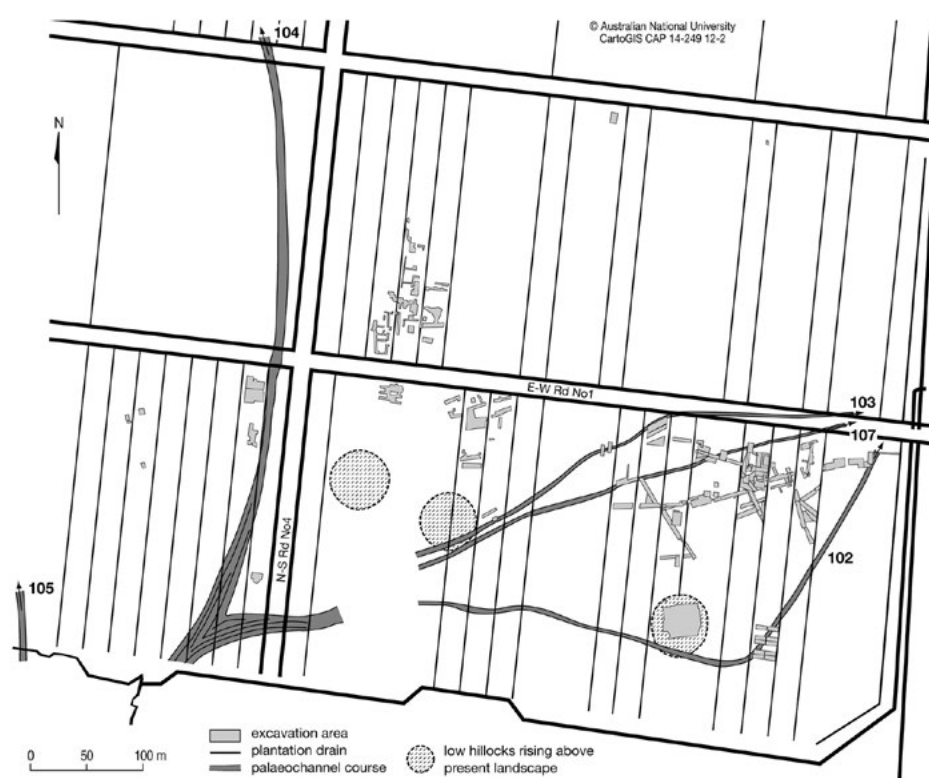 © Australian National University
CartoGIS CAP 14-249 12-2
104
N
E-W Rd No1
103
107
N-S Rd No4
102
105
excavation area
plantation drain
palaeochannel course
low hillocks rising above
present landscape
0 50 100 m